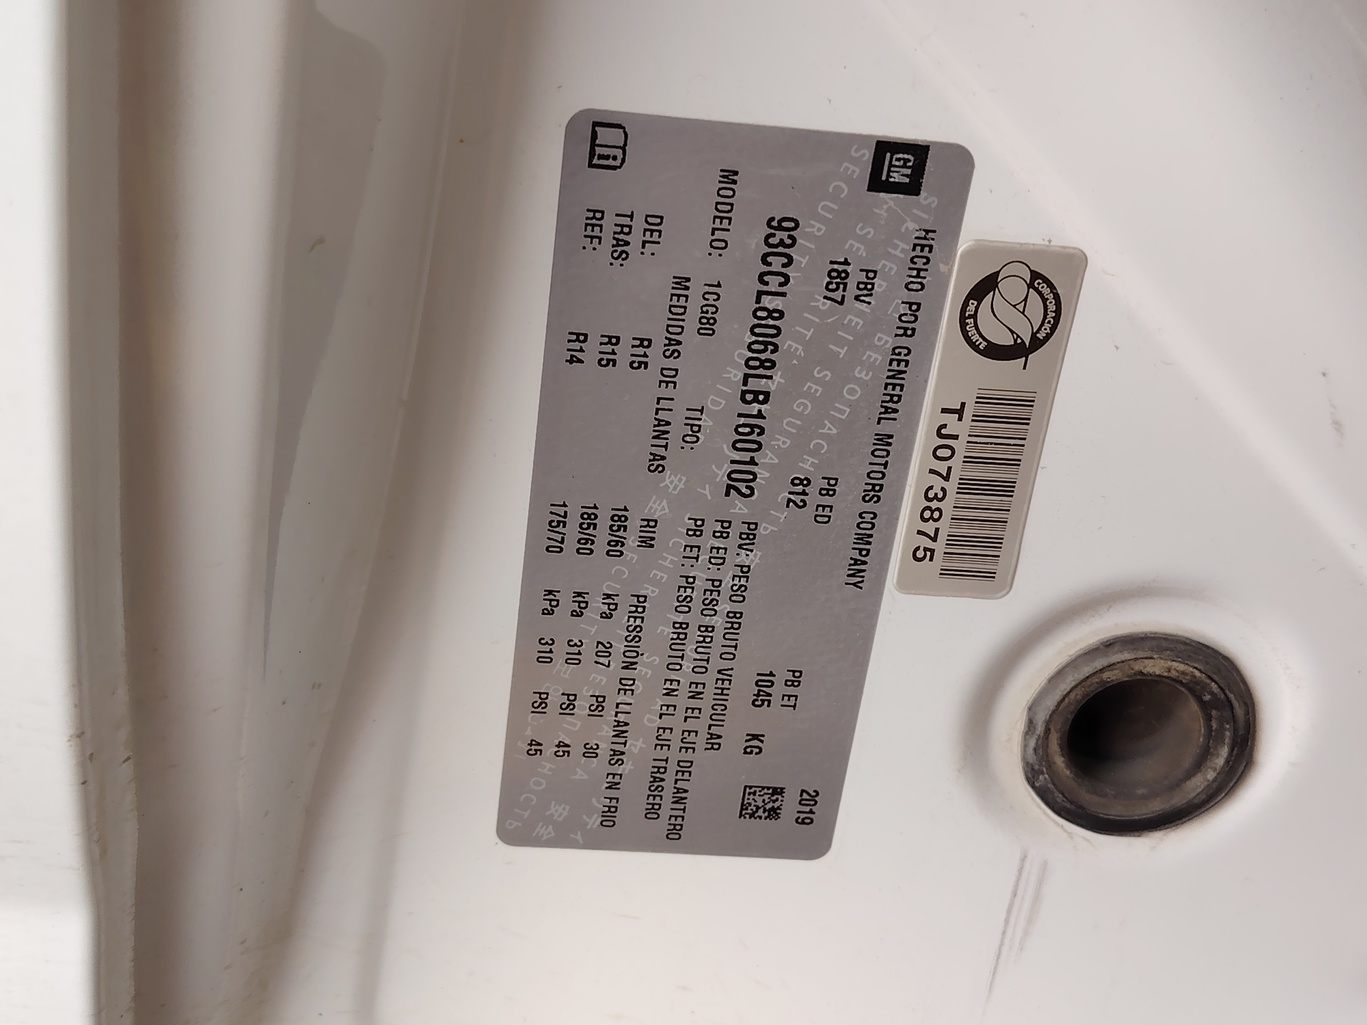 GM
HECHO POR GENERAL MOTORS COMPANY
PBV PB ED PB ET 2019
1857 812 1045 KG
93CCL8068LB160102
PBV: PESO BRUTO VEHICULAR
PB ED: PESO BRUTO EN EL EJE DELANTERO
PB ET: PESO BRUTO EN EL EJE TRASERO
MODELO: 1CG80 TIPO:
MEDIDAS DE LLANTAS RIM PRESSIÓN DE LLANTAS EN FRIO
DEL: R15 185/60 kPa 207 PSI 30
TRAS: R15 185/60 kPa 310 PSI 45
REF: R14 175/70 kPa 310 PSI 45
CORPORACIÓN
DEL FUERTE
TJ073875